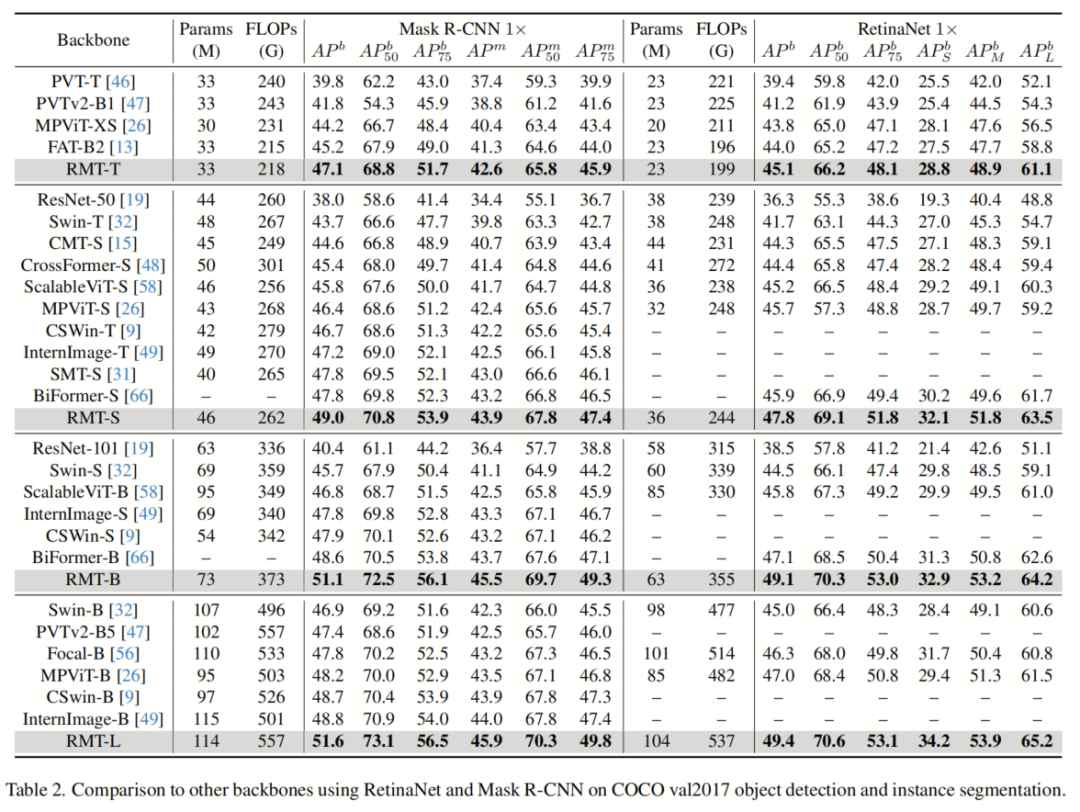 Backbone Params (M) FLOPs (G) Mask R-CNN 1× Params (M) FLOPs (G) RetinaNet 1×
AP^b AP^b_50 AP^b_75 AP^m AP^m_50 AP^m_75 AP^b AP^b_50 AP^b_75 AP^b_S AP^b_M AP^b_L
PVT-T [46] 33 240 39.8 62.2 43.0 37.4 59.3 39.9 23 221 39.4 59.8 42.0 25.5 42.0 52.1
PVTv2-B1 [47] 33 243 41.8 54.3 45.9 38.8 61.2 41.6 23 225 41.2 61.9 43.9 25.4 44.5 54.3
MPViT-XS [26] 30 231 44.2 66.7 48.4 40.4 63.4 43.4 20 211 43.8 65.0 47.1 28.1 47.6 56.5
FAT-B2 [13] 33 215 45.2 67.9 49.0 41.3 64.6 44.0 23 196 44.0 65.2 47.2 27.5 47.7 58.8
RMT-T 33 218 47.1 68.8 51.7 42.6 65.8 45.9 23 199 45.1 66.2 48.1 28.8 48.9 61.1
ResNet-50 [19] 44 260 38.0 58.6 41.4 34.4 55.1 36.7 38 239 36.3 55.3 38.6 19.3 40.4 48.8
Swin-T [32] 48 267 43.7 66.6 47.7 39.8 63.3 42.7 38 248 41.7 63.1 44.3 27.0 45.3 54.7
CMT-S [15] 45 249 44.6 66.8 48.9 40.7 63.9 43.4 44 231 44.3 65.5 47.5 27.1 48.3 59.1
CrossFormer-S [48] 50 301 45.4 68.0 49.7 41.4 64.8 44.6 41 272 44.4 65.8 47.4 28.2 48.4 59.4
ScalableViT-S [58] 46 256 45.8 67.6 50.0 41.7 64.7 44.8 36 238 45.2 66.5 48.4 29.2 49.1 60.3
MPViT-S [26] 43 268 46.4 68.6 51.2 42.4 65.6 45.7 32 248 45.7 57.3 48.8 28.7 49.7 59.2
CSWin-T [9] 42 279 46.7 68.6 51.3 42.2 65.6 45.4 – – – – – – – –
InternImage-T [49] 49 270 47.2 69.0 52.1 42.5 66.1 45.8 – – – – – – – –
SMT-S [31] 40 265 47.8 69.5 52.1 43.0 66.6 46.1 – – – – – – – –
BiFormer-S [66] – – 47.8 69.8 52.3 43.2 66.8 46.5 – – 45.9 66.9 49.4 30.2 49.6 61.7
RMT-S 46 262 49.0 70.8 53.9 43.9 67.8 47.4 36 244 47.8 69.1 51.8 32.1 51.8 63.5
ResNet-101 [19] 63 336 40.4 61.1 44.2 36.4 57.7 38.8 58 315 38.5 57.8 41.2 21.4 42.6 51.1
Swin-S [32] 69 359 45.7 67.9 50.4 41.1 64.9 44.2 60 339 44.5 66.1 47.4 29.8 48.5 59.1
ScalableViT-B [58] 95 349 46.8 68.7 51.5 42.5 65.8 45.9 85 330 45.8 67.3 49.2 29.9 49.5 61.0
InternImage-S [49] 69 340 47.8 69.8 52.8 43.3 67.1 46.7 – – – – – – – –
CSWin-S [9] 54 342 47.9 70.1 52.6 43.2 67.1 46.2 – – – – – – – –
BiFormer-B [66] – – 48.6 70.5 53.8 43.7 67.6 47.1 – – 47.1 68.5 50.4 31.3 50.8 62.6
RMT-B 73 373 51.1 72.5 56.1 45.5 69.7 49.3 63 355 49.1 70.3 53.0 32.9 53.2 64.2
Swin-B [32] 107 496 46.9 69.2 51.6 42.3 66.0 45.5 98 477 45.0 66.4 48.3 28.4 49.1 60.6
PVTv2-B5 [47] 102 557 47.4 68.6 51.9 42.5 65.7 46.0 – – – – – – – –
Focal-B [56] 110 533 47.8 70.2 52.5 43.2 67.3 46.5 101 514 46.3 68.0 49.8 31.7 50.4 60.8
MPViT-B [26] 95 503 48.2 70.0 52.9 43.5 67.1 46.8 85 482 47.0 68.4 50.8 29.4 51.3 61.5
CSwin-B [9] 97 526 48.7 70.4 53.9 43.9 67.8 47.3 – – – – – – – –
InternImage-B [49] 115 501 48.8 70.9 54.0 44.0 67.8 47.4 – – – – – – – –
RMT-L 114 557 51.6 73.1 56.5 45.9 70.3 49.8 104 537 49.4 70.6 53.1 34.2 53.9 65.2
Table 2. Comparison to other backbones using RetinaNet and Mask R-CNN on COCO val2017 object detection and instance segmentation.